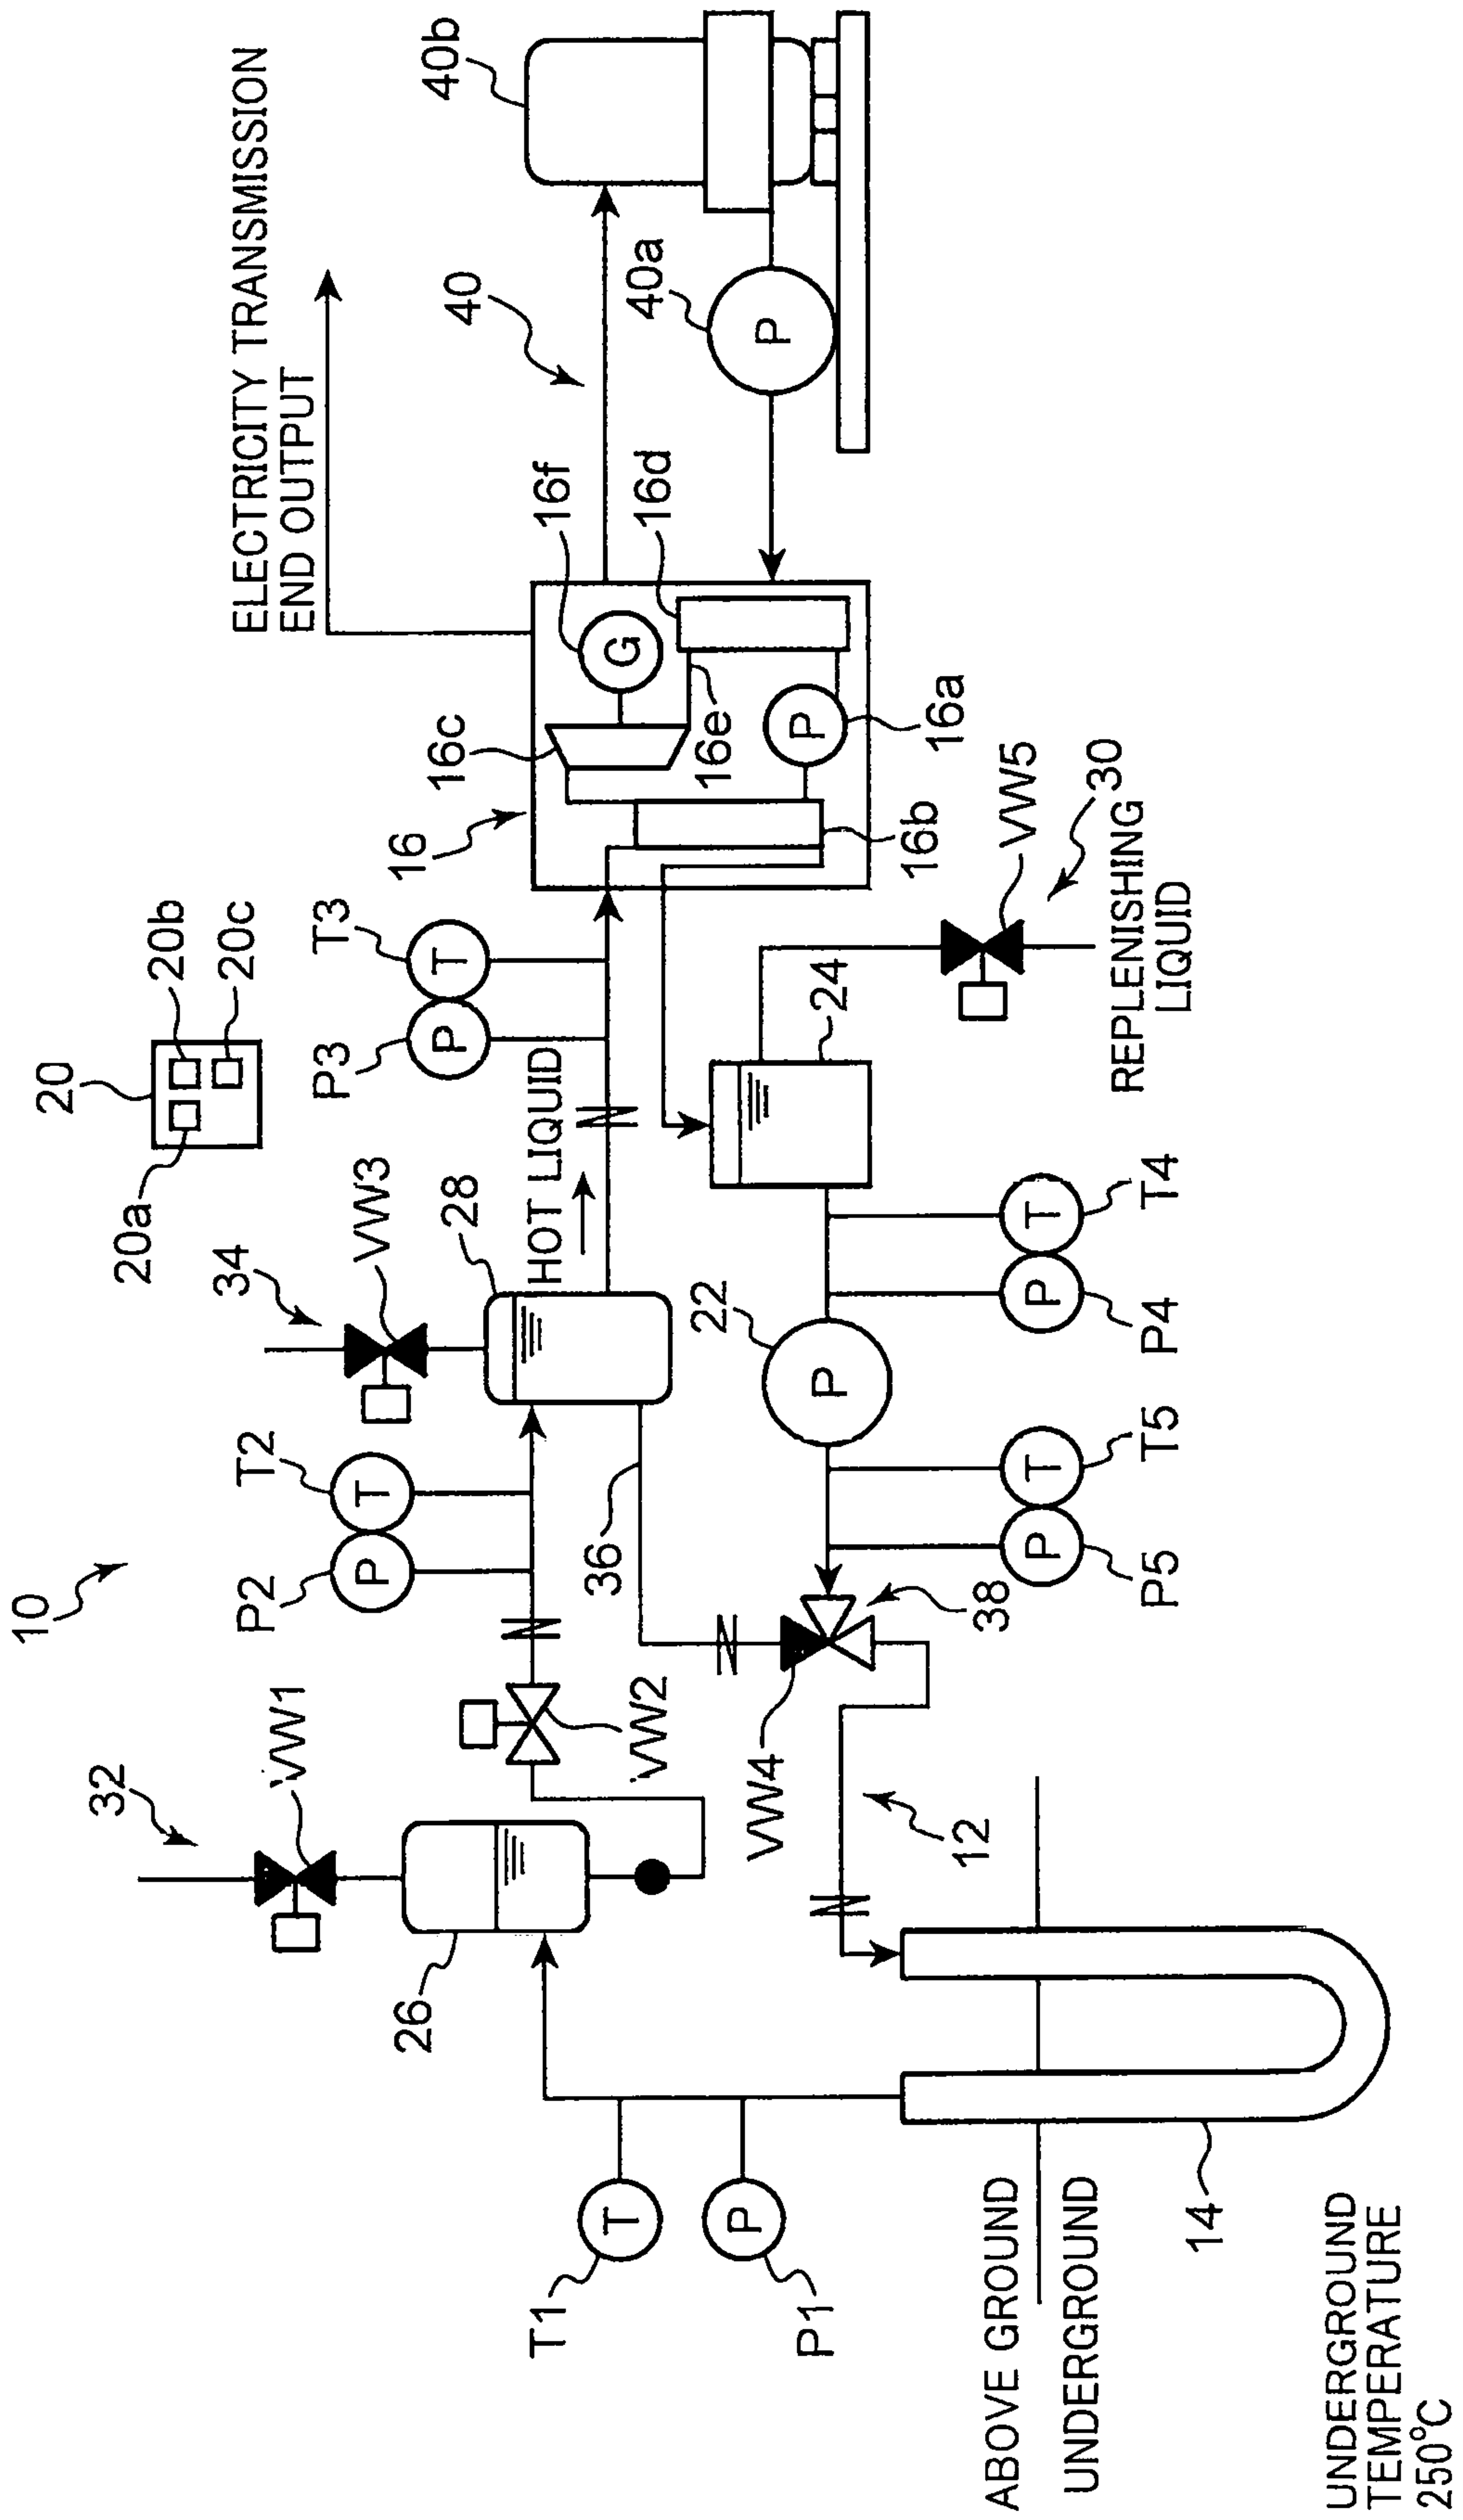 10
20
20a
20b
20c
ELECTRICITY TRANSMISSION
END OUTPUT
32
VW1
P2
T2
34
VW3
28
HOT LIQUID
P3
T3
P
T
P
T
16
16c
16f
16d
16e
16a
16b
G
P
40
40a
40b
P
26
VW2
36
22
P
24
VW5
30
REPLENISHING
LIQUID
T1
P1
T
P
VW4
12
38
P
T
P5
T5
P
T
P4
T4
ABOVE GROUND
UNDERGROUND
14
UNDERGROUND
TEMPERATURE
250°C